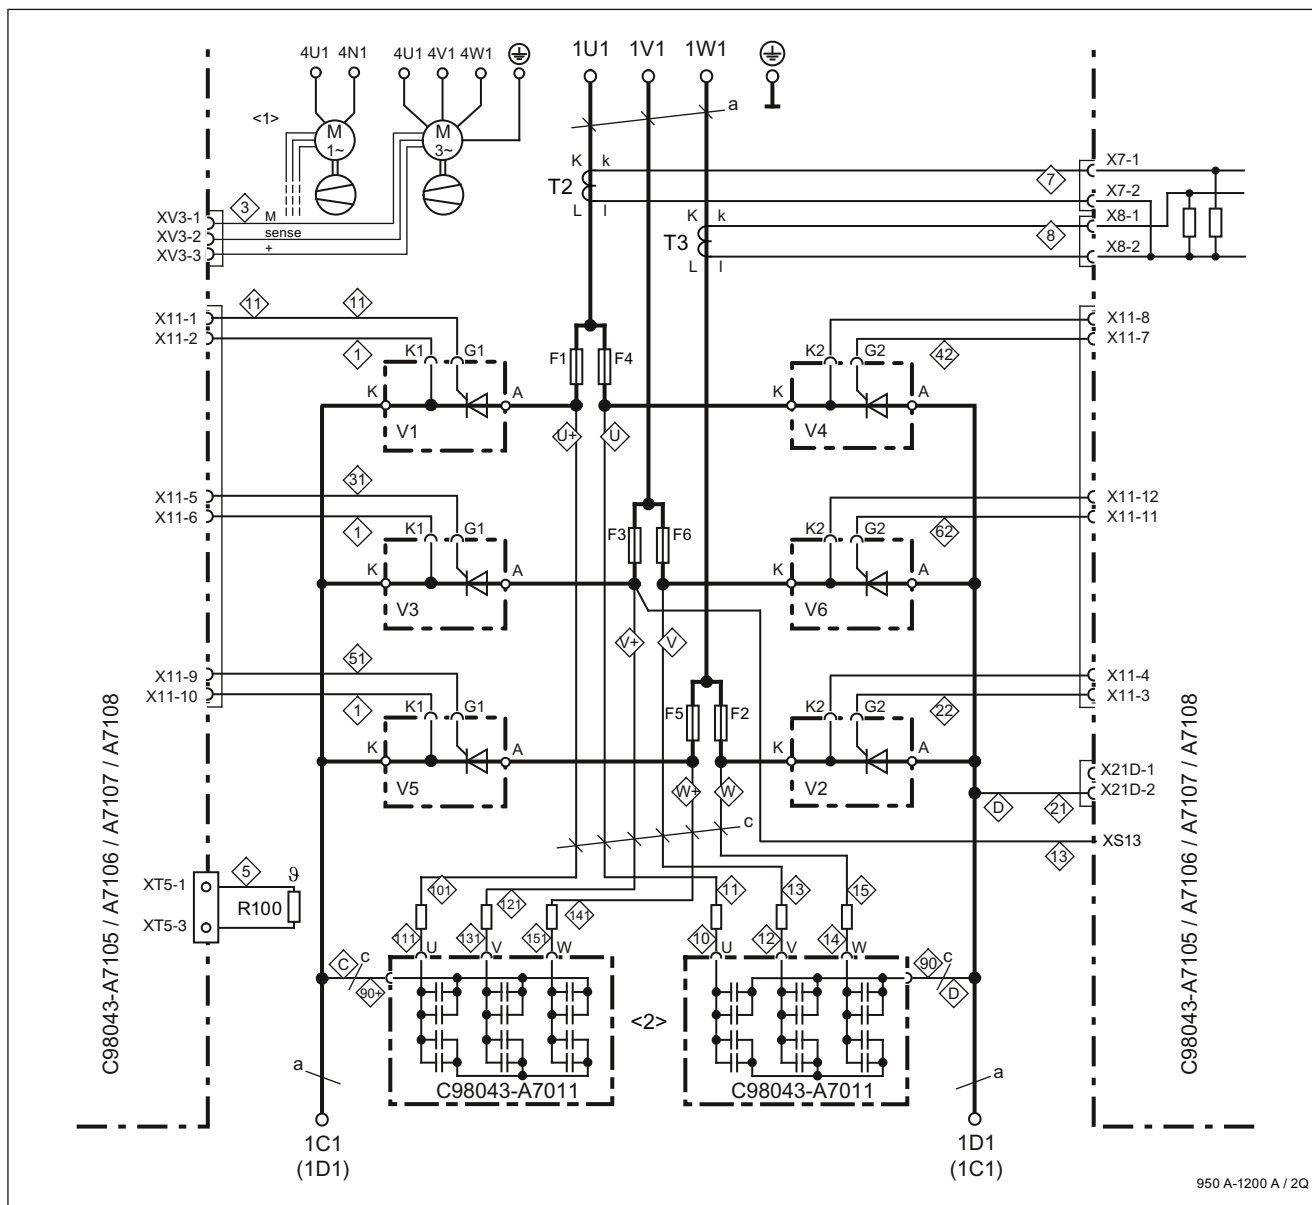 4U1 4N1 4U1 4V1 4W1
1U1 1V1 1W1
<1>
M
1~
M
3~
a
K k
T2
L l
K k
T3
L l
7
8
X7-1
X7-2
X8-1
X8-2
3
XV3-1
XV3-2
XV3-3
M
sense
+
11 11
X11-1
X11-2
1
K1 G1
K A
V1
F1 F4
U+ U
K2 G2
K A
V4
42
X11-8
X11-7
31
X11-5
X11-6
1
K1 G1
K A
V3
F3 F6
V+ V
K2 G2
K A
V6
62
X11-12
X11-11
51
X11-9
X11-10
1
K1 G1
K A
V5
F5 F2
W+ W
K2 G2
K A
V2
22
X11-4
X11-3
X21D-1
X21D-2
D 21
XS13
13
c
C98043-A7105 / A7106 / A7107 / A7108
C98043-A7105 / A7106 / A7107 / A7108
XT5-1
XT5-3
5
ϑ
R100
101 121 141
111 131 151
U V W
11 13 15
10 12 14
U V W
C c
90+
90 c
D
<2>
C98043-A7011
C98043-A7011
a
a
1C1
(1D1)
1D1
(1C1)
950 A-1200 A / 2Q